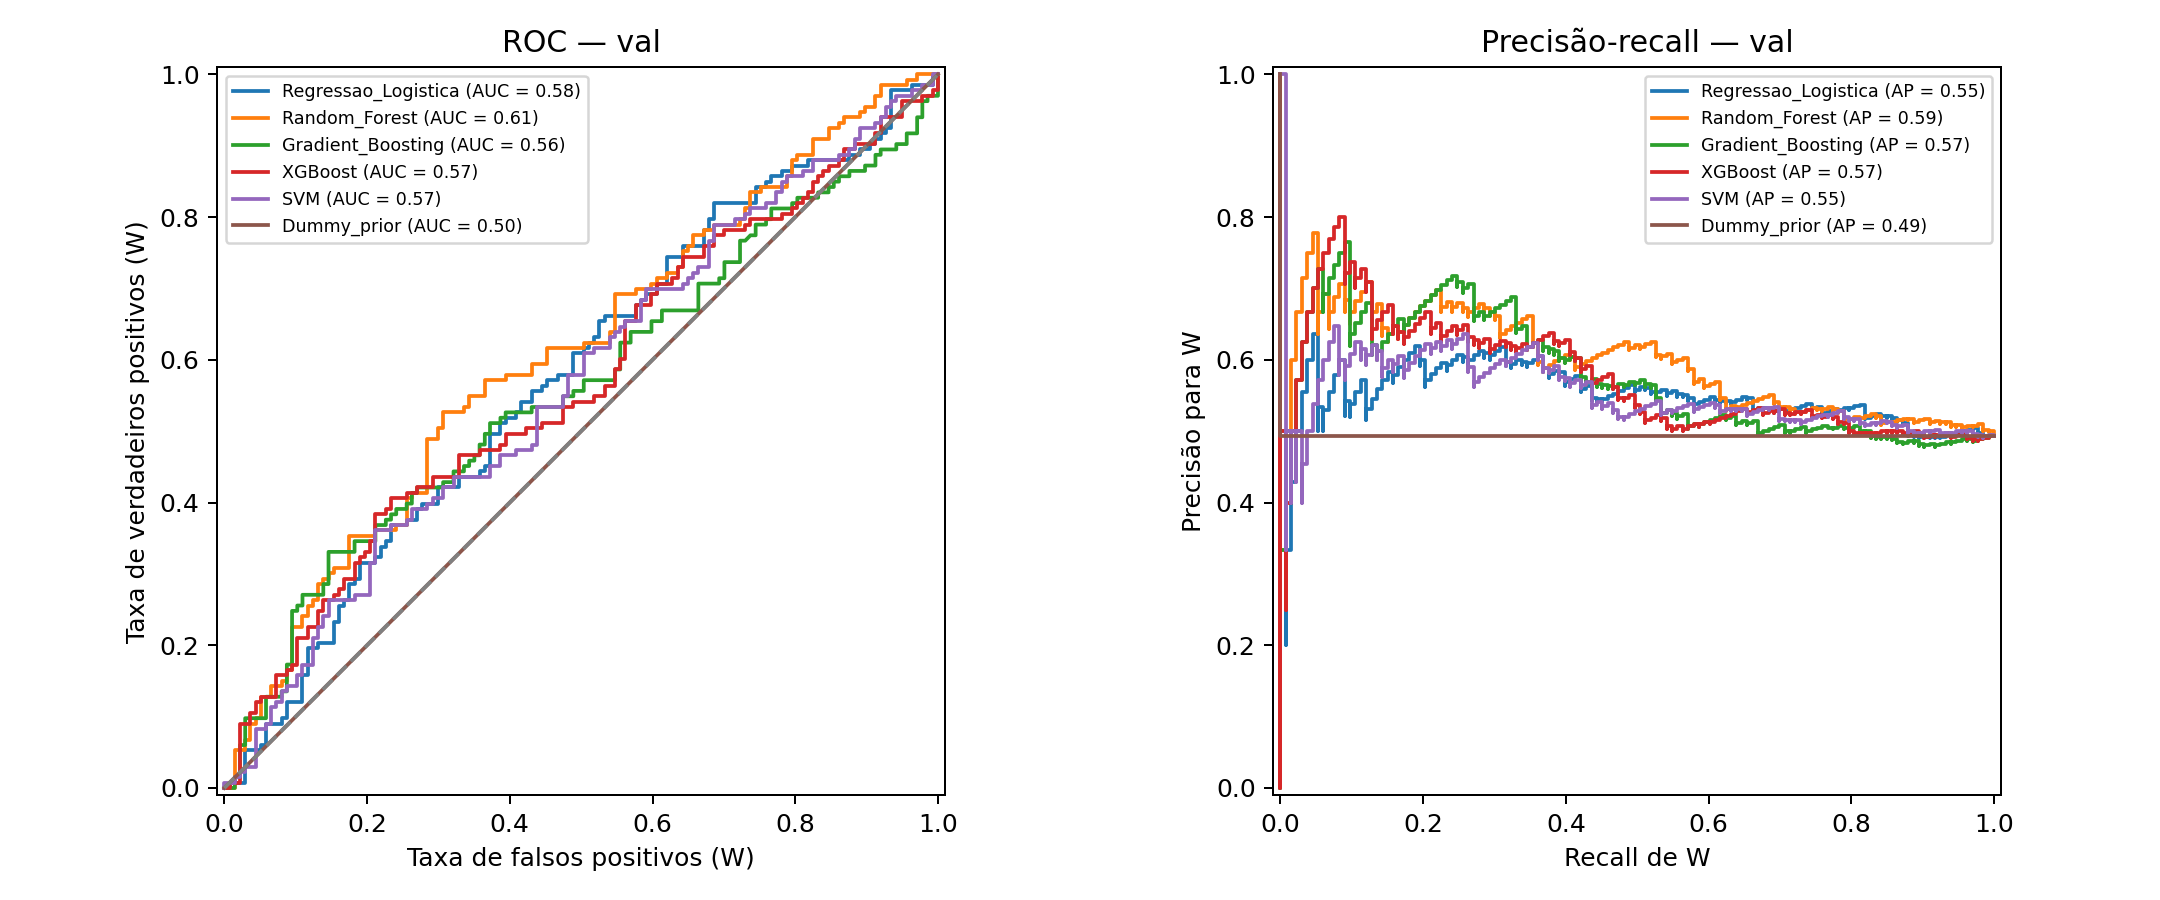 ROC — val
Regressao_Logistica (AUC = 0.58)
Random_Forest (AUC = 0.61)
Gradient_Boosting (AUC = 0.56)
XGBoost (AUC = 0.57)
SVM (AUC = 0.57)
Dummy_prior (AUC = 0.50)
Taxa de verdadeiros positivos (W)
1.0
0.8
0.6
0.4
0.2
0.0
0.0 0.2 0.4 0.6 0.8 1.0
Taxa de falsos positivos (W)
Precisão-recall — val
Regressao_Logistica (AP = 0.55)
Random_Forest (AP = 0.59)
Gradient_Boosting (AP = 0.57)
XGBoost (AP = 0.57)
SVM (AP = 0.55)
Dummy_prior (AP = 0.49)
Precisão para W
1.0
0.8
0.6
0.4
0.2
0.0
0.0 0.2 0.4 0.6 0.8 1.0
Recall de W